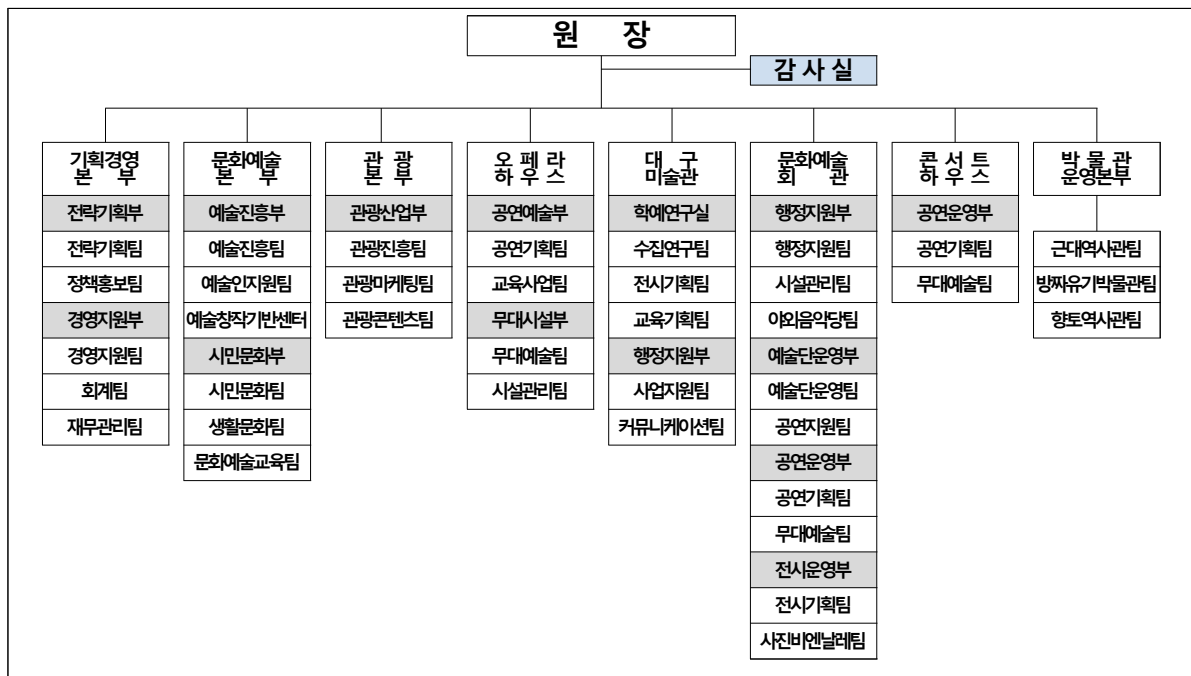 원 장
감 사 실
기획경영
본 부
전략기획부
전략기획팀
정책홍보팀
경영지원부
경영지원팀
회계팀
재무관리팀
문화예술
본 부
예술진흥부
예술진흥팀
예술인지원팀
예술창작기반센터
시민문화부
시민문화팀
생활문화팀
문화예술교육팀
관 광
본 부
관광산업부
관광진흥팀
관광마케팅팀
관광콘텐츠팀
오 페 라
하 우 스
공연예술부
공연기획팀
교육사업팀
무대시설부
무대예술팀
시설관리팀
대 구
미술관
학예연구실
수집연구팀
전시기획팀
교육기획팀
행정지원부
사업지원팀
커뮤니케이션팀
문화예술
회 관
행정지원부
행정지원팀
시설관리팀
야외음악당팀
예술단운영부
예술단운영팀
공연지원팀
공연운영부
공연기획팀
무대예술팀
전시운영부
전시기획팀
사진비엔날레팀
콘 서 트
하 우 스
공연운영부
공연기획팀
무대예술팀
박 물 관
운영본부
근대역사관팀
방짜유기박물관팀
향토역사관팀